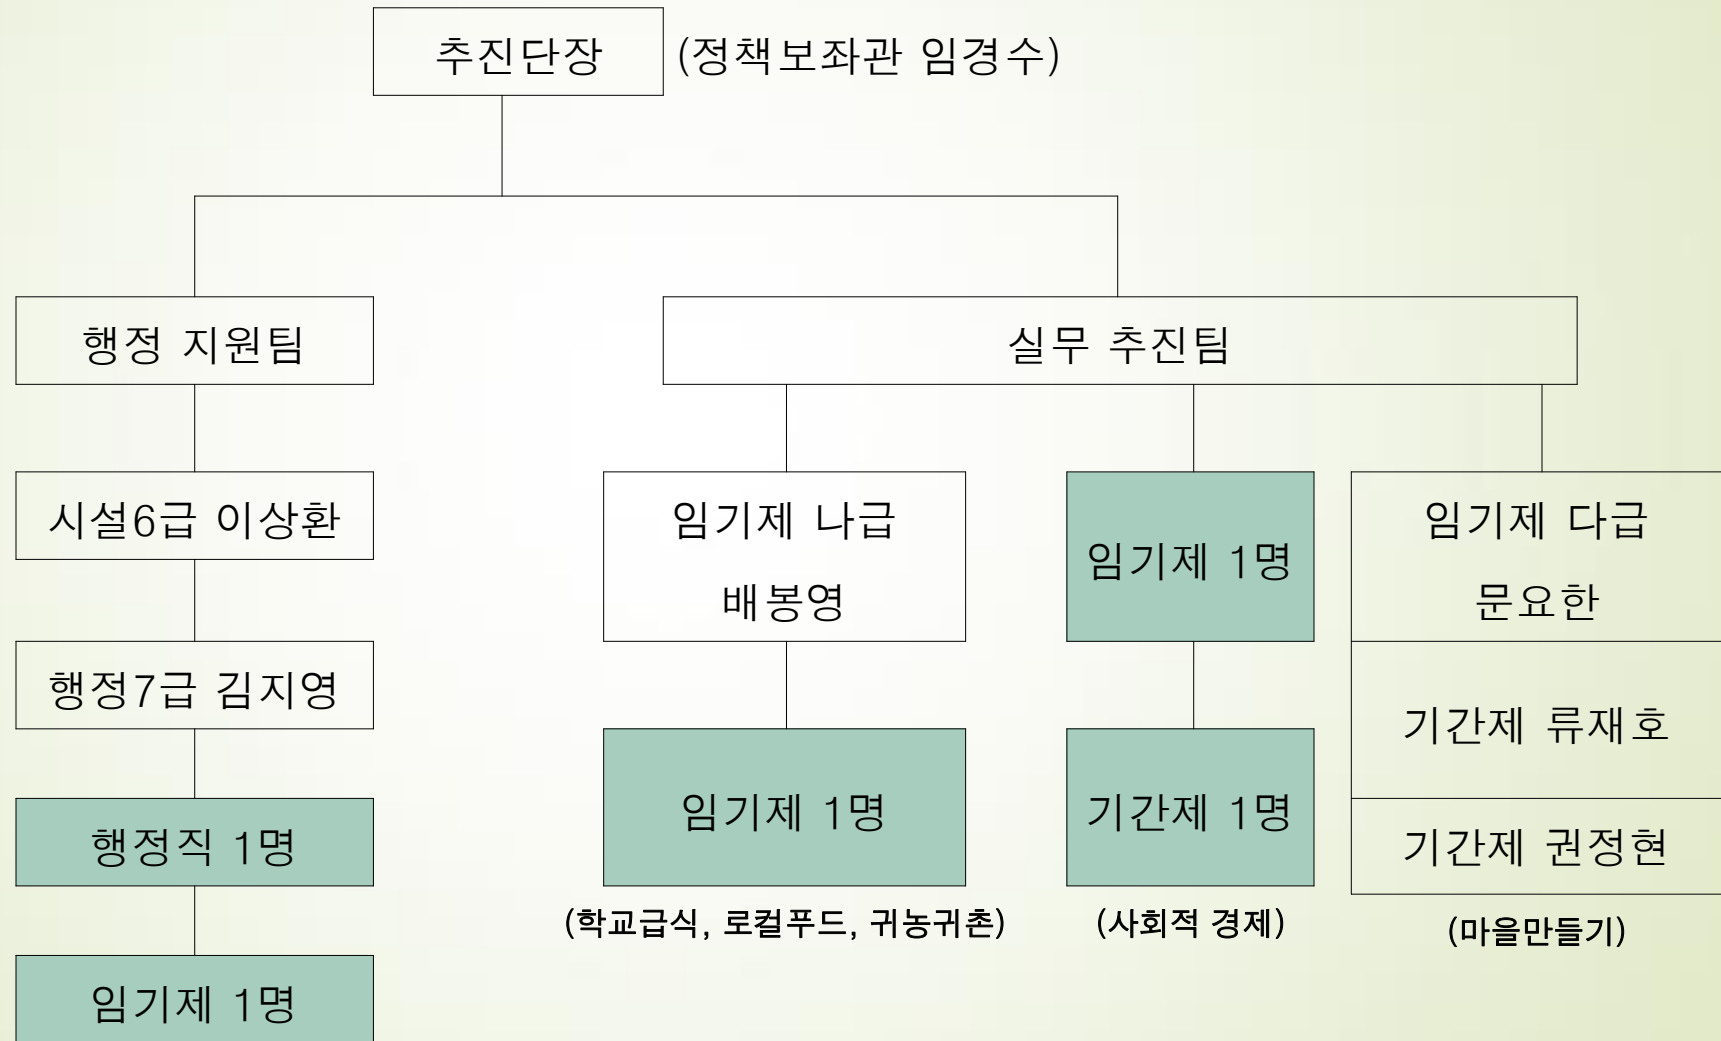 추진단장 (정책보좌관 임경수)
행정 지원팀
실무 추진팀
시설6급 이상환
행정7급 김지영
행정직 1명
임기제 1명
임기제 나급
배봉영
임기제 1명
(학교급식, 로컬푸드, 귀농귀촌)
임기제 1명
기간제 1명
(사회적 경제)
임기제 다급
문요한
기간제 류재호
기간제 권정현
(마을만들기)